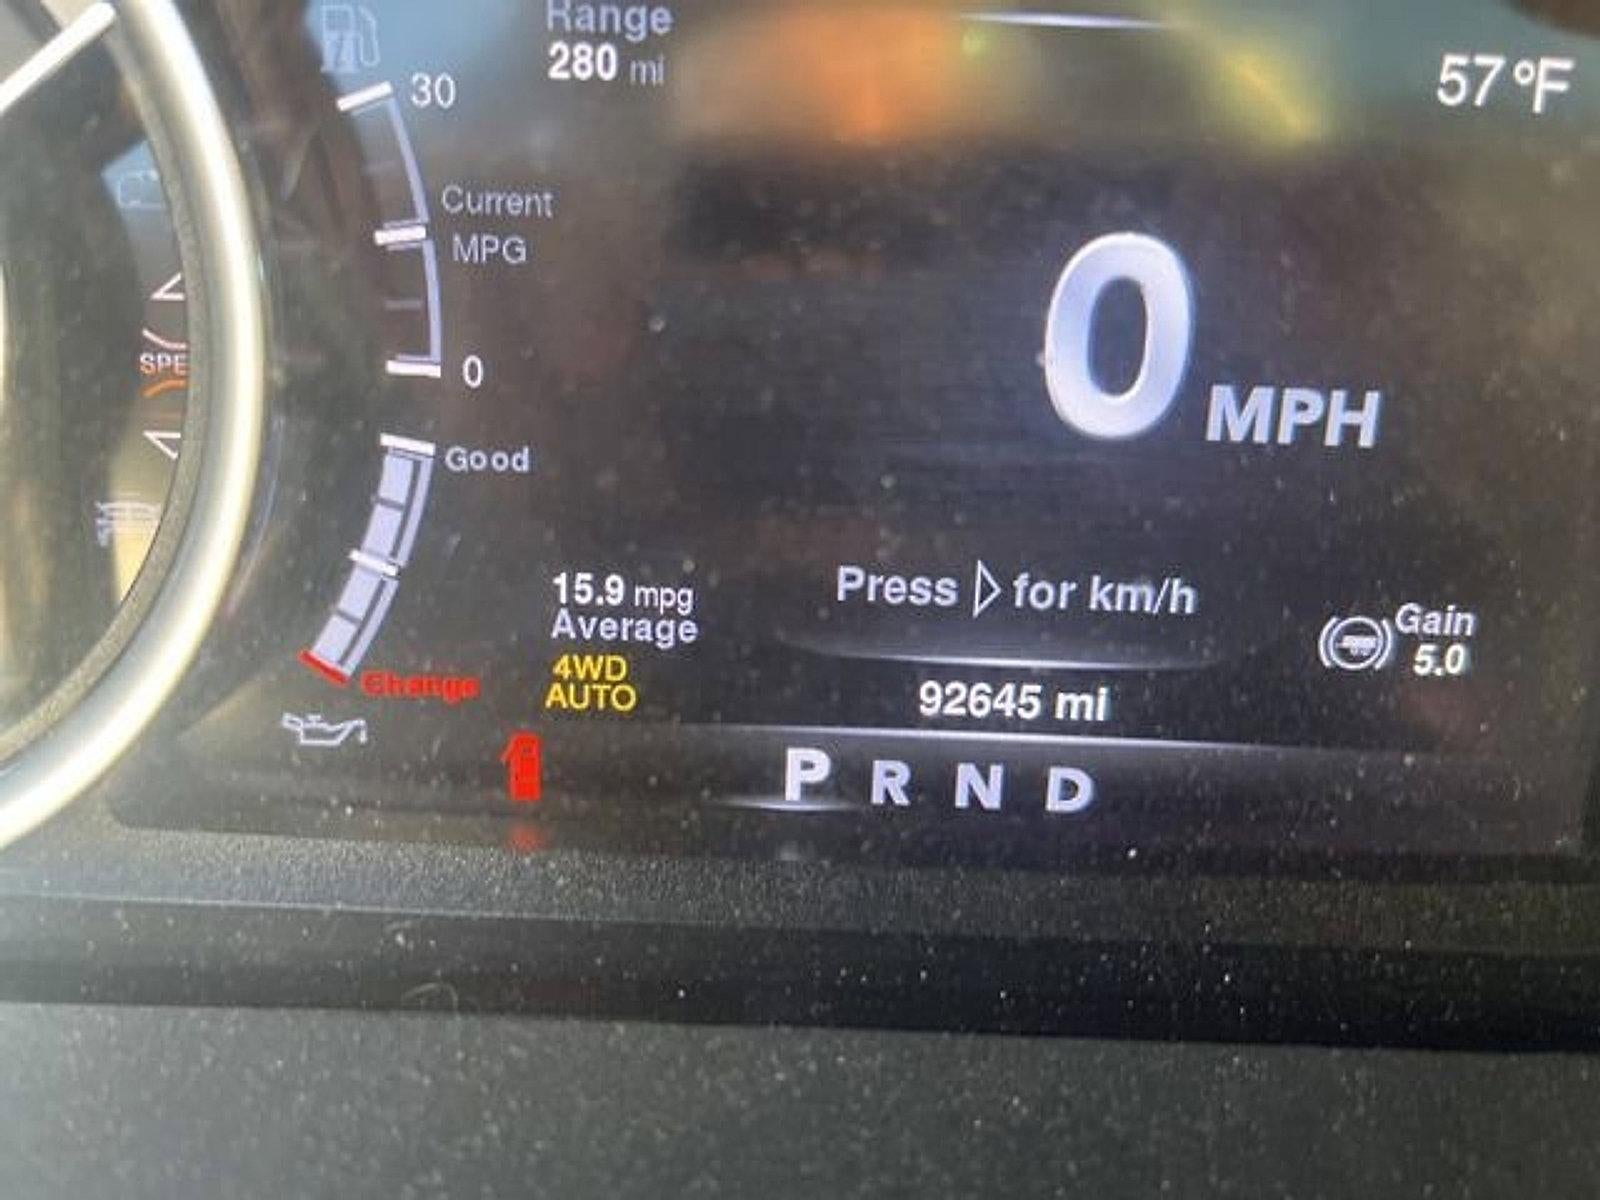 Range
280 mi
57 °F
30
Current
MPG
0
0 MPH
Good
SPE
15.9 mpg
Average
Press ▷ for km/h
Gain
5.0
4WD
AUTO
Change
92645 mi
P R N D